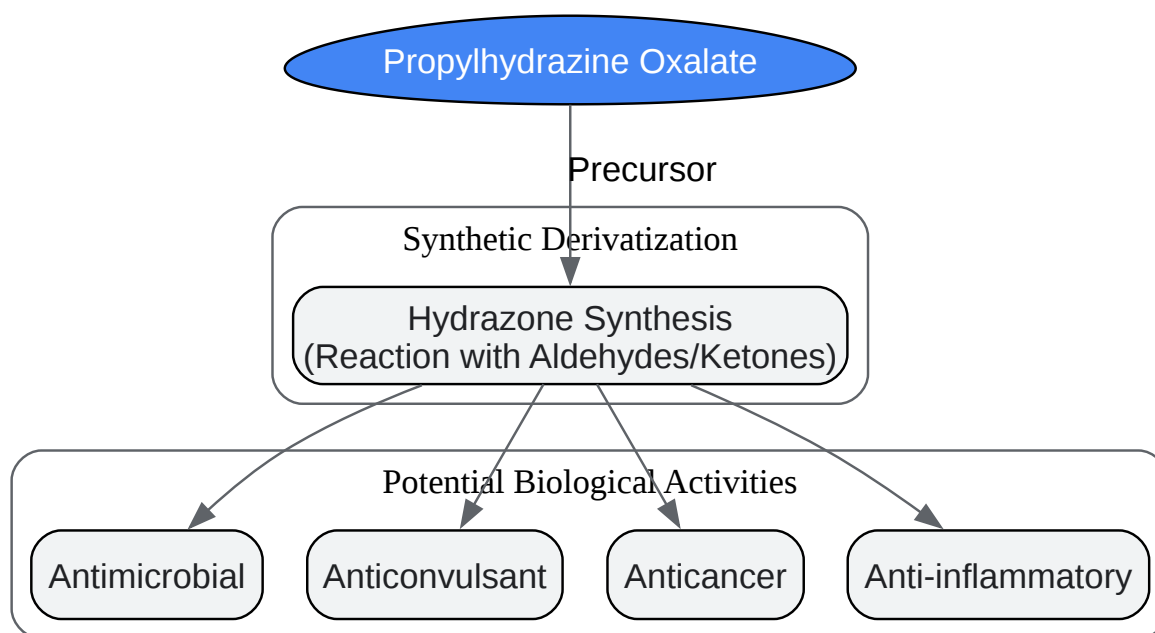 Propylhydrazine Oxalate
Precursor
Synthetic Derivatization
Hydrazone Synthesis
(Reaction with Aldehydes/Ketones)
Potential Biological Activities
Antimicrobial
Anticonvulsant
Anticancer
Anti-inflammatory